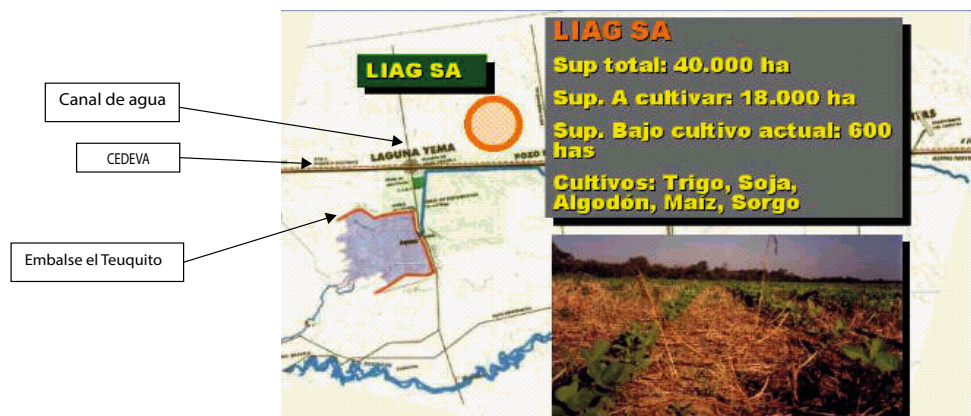 LIAG SA
Sup total: 40.000 ha
Sup. A cultivar: 18.000 ha
Sup. Bajo cultivo actual: 600
has
Cultivos: Trigo, Soja,
Algodón, Maíz, Sorgo
LIAG SA
Canal de agua
CEDEVA
Embalse el Teuquito
LAGUNA YEMA
POZO